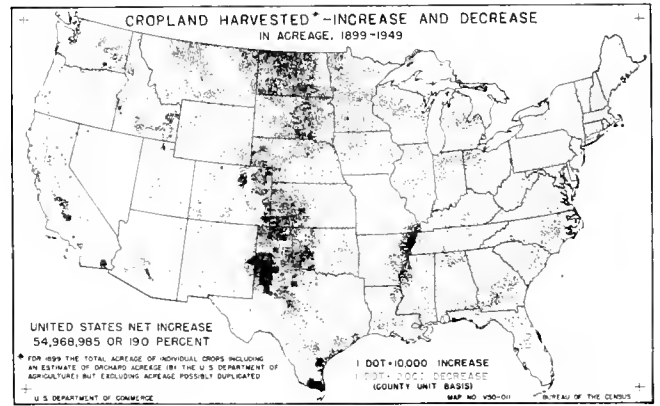 CROPLAND HARVESTED* -INCREASE AND DECREASE
IN ACREAGE, 1899-1949
UNITED STATES NET INCREASE
54,968,985 OR 190 PERCENT
* FOR 1899 THE TOTAL ACREAGE OF INDIVIDUAL CROPS INCLUDING
AN ESTIMATE OF ORCHARD ACREAGE (BY THE U S DEPARTMENT OF
AGRICULTURE) BUT EXCLUDING ACREAGE POSSIBLY DUPLICATED
1 DOT=10,000 INCREASE
1 DOT= DECREASE
(COUNTY UNIT BASIS)
U. S. DEPARTMENT OF COMMERCE
MAP NO V50-011
BUREAU OF THE CENSUS